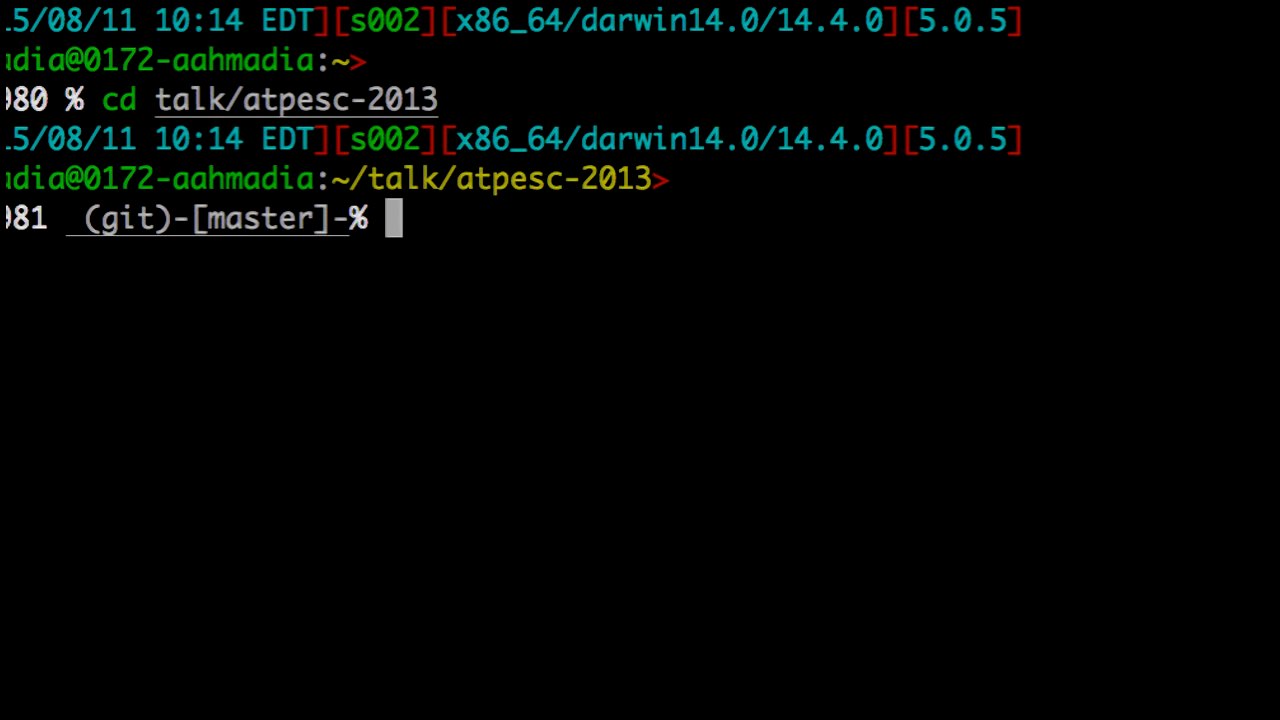 15/08/11 10:14 EDT][s002][x86_64/darwin14.0/14.4.0][5.0.5]
adia@0172-aahmadia:~>
980 % cd talk/atpesc-2013
15/08/11 10:14 EDT][s002][x86_64/darwin14.0/14.4.0][5.0.5]
adia@0172-aahmadia:~/talk/atpesc-2013>
981  (git)-[master]-%